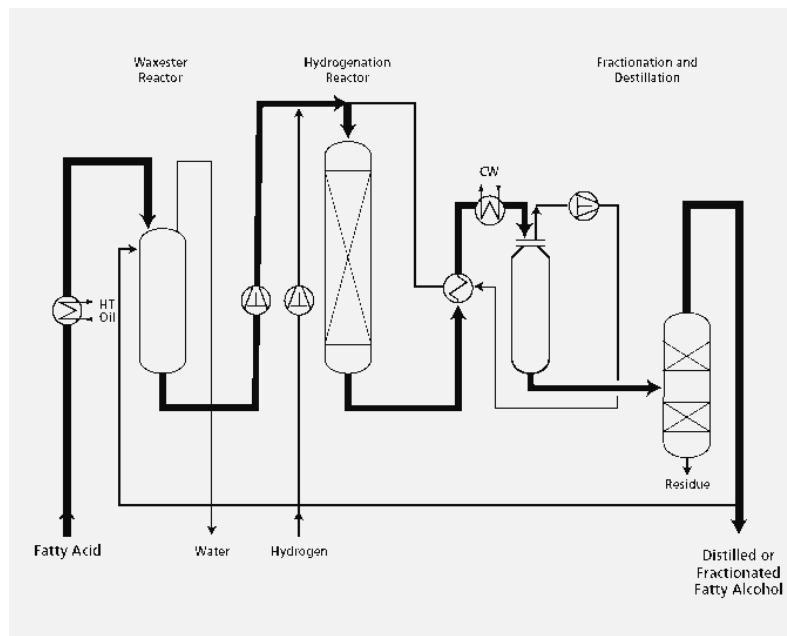 Waxester
Reactor
Hydrogenation
Reactor
Fractionation and
Destillation
CW
HT
Oil
Residue
Fatty Acid
Water
Hydrogen
Distilled or
Fractionated
Fatty Alcohol